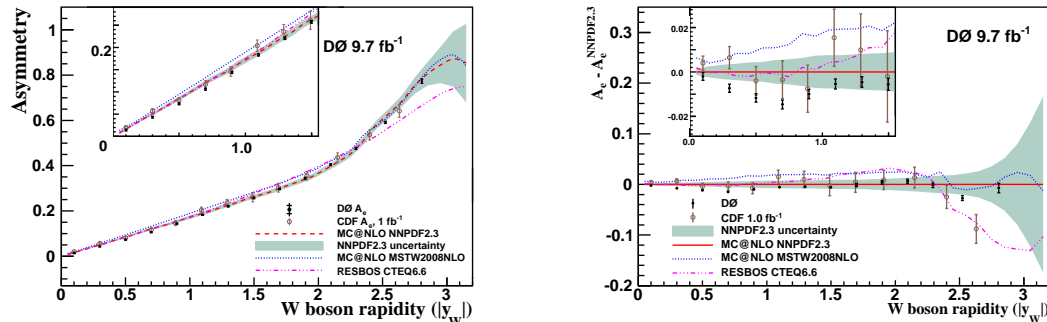 Asymmetry
1
0.8
0.6
0.4
0.2
0
0.2
0
1.0
DØ 9.7 fb-1
DØ Ae
CDF Ae, 1 fb-1
MC@NLO NNPDF2.3
NNPDF2.3 uncertainty
MC@NLO MSTW2008NLO
RESBOS CTEQ6.6
0 0.5 1 1.5 2 2.5 3
W boson rapidity (|yW|)
Ae - AeNNPDF2.3
0.3
0.2
0.1
0
-0.1
-0.2
0.02
0.0
-0.02
0
1.0
DØ 9.7 fb-1
DØ
CDF 1.0 fb-1
NNPDF2.3 uncertainty
MC@NLO NNPDF2.3
MC@NLO MSTW2008NLO
RESBOS CTEQ6.6
0 0.5 1 1.5 2 2.5 3
W boson rapidity (|yW|)